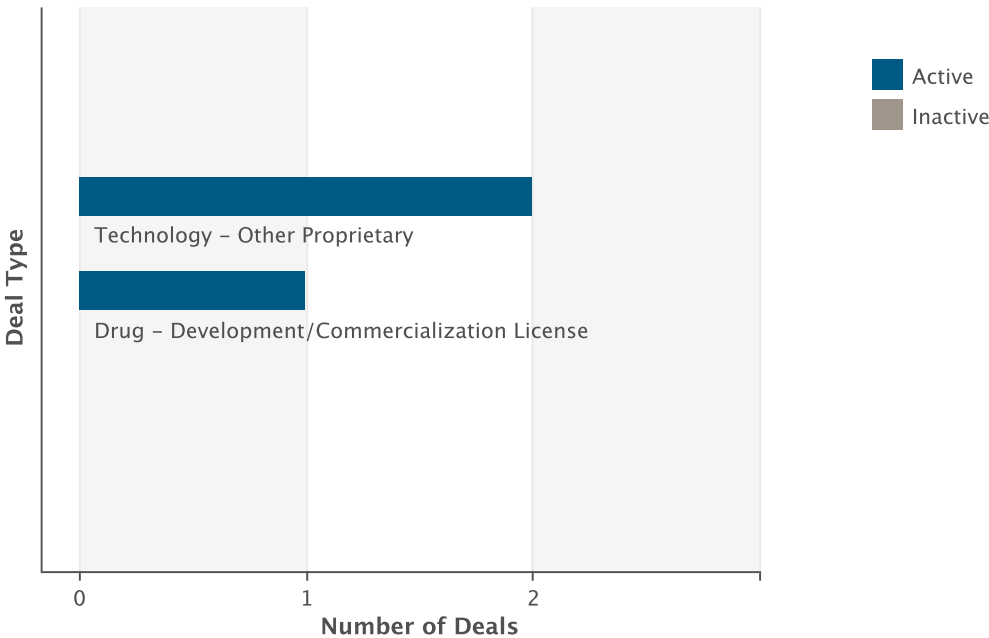 Active
Inactive
Technology – Other Proprietary
Drug – Development/Commercialization License
Deal Type
0
1
2
Number of Deals